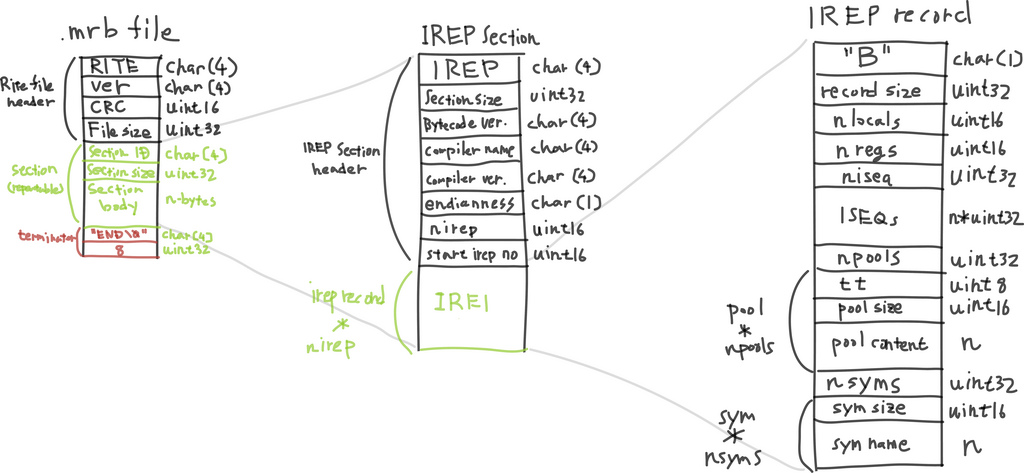 .mrb file
Rite file
header
RITE char(4)
ver char(4)
CRC uint16
File size uint32
section
(repeatable)
Section ID char(4)
Section size uint32
Section
body n-bytes
terminator
"END\0" char(4)
8 uint32
IREP Section
IREP Section
header
IREP char(4)
Section size uint32
Bytecode ver. char(4)
compiler name char(4)
compiler ver. char(4)
endianness char(1)
nirep uint16
start irep no uint16
irep record
*
nirep
IRE1
IREP record
"B" char(1)
record size uint32
nlocals uint16
nregs uint16
niseq uint32
ISEQs n*uint32
npools uint32
pool
*
npools
tt uint8
pool size uint16
pool content n
nsyms uint32
sym
*
nsyms
sym size uint16
sym name n